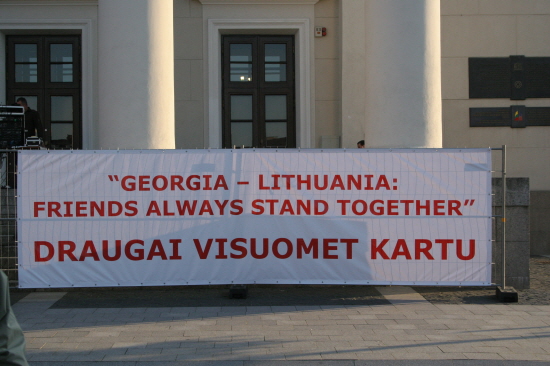 “GEORGIA – LITHUANIA:
FRIENDS ALWAYS STAND TOGETHER”
DRAUGAI VISUOMET KARTU